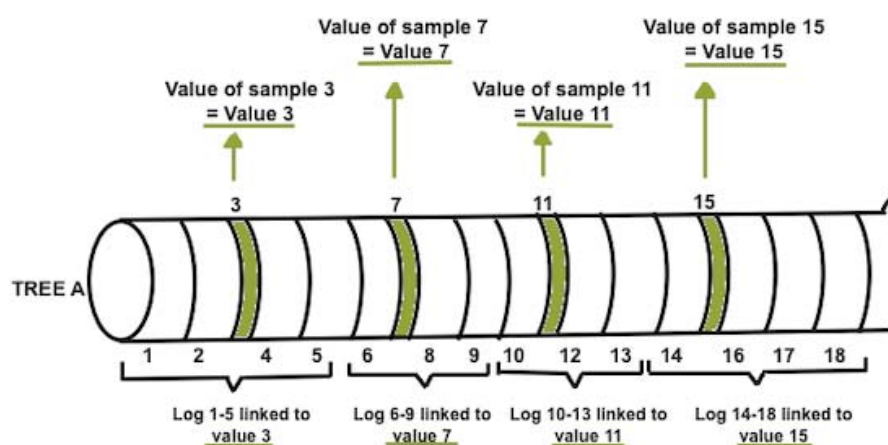 Value of sample 7
= Value 7
Value of sample 15
= Value 15
Value of sample 3
= Value 3
Value of sample 11
= Value 11
3
7
11
15
TREE A
1 2 4 5 6 8 9 10 12 13 14 16 17 18
Log 1-5 linked to
value 3
Log 6-9 linked to
value 7
Log 10-13 linked to
value 11
Log 14-18 linked to
value 15